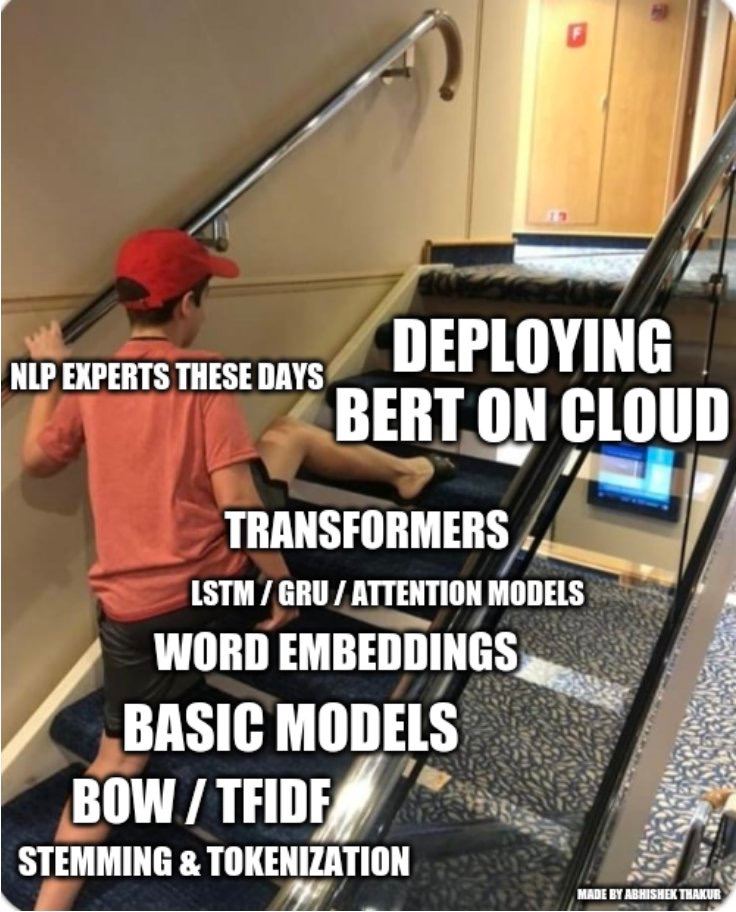 F
NLP EXPERTS THESE DAYS
DEPLOYING
BERT ON CLOUD
TRANSFORMERS
LSTM / GRU / ATTENTION MODELS
WORD EMBEDDINGS
BASIC MODELS
BOW / TFIDF
STEMMING & TOKENIZATION
MADE BY ABHISHEK THAKUR